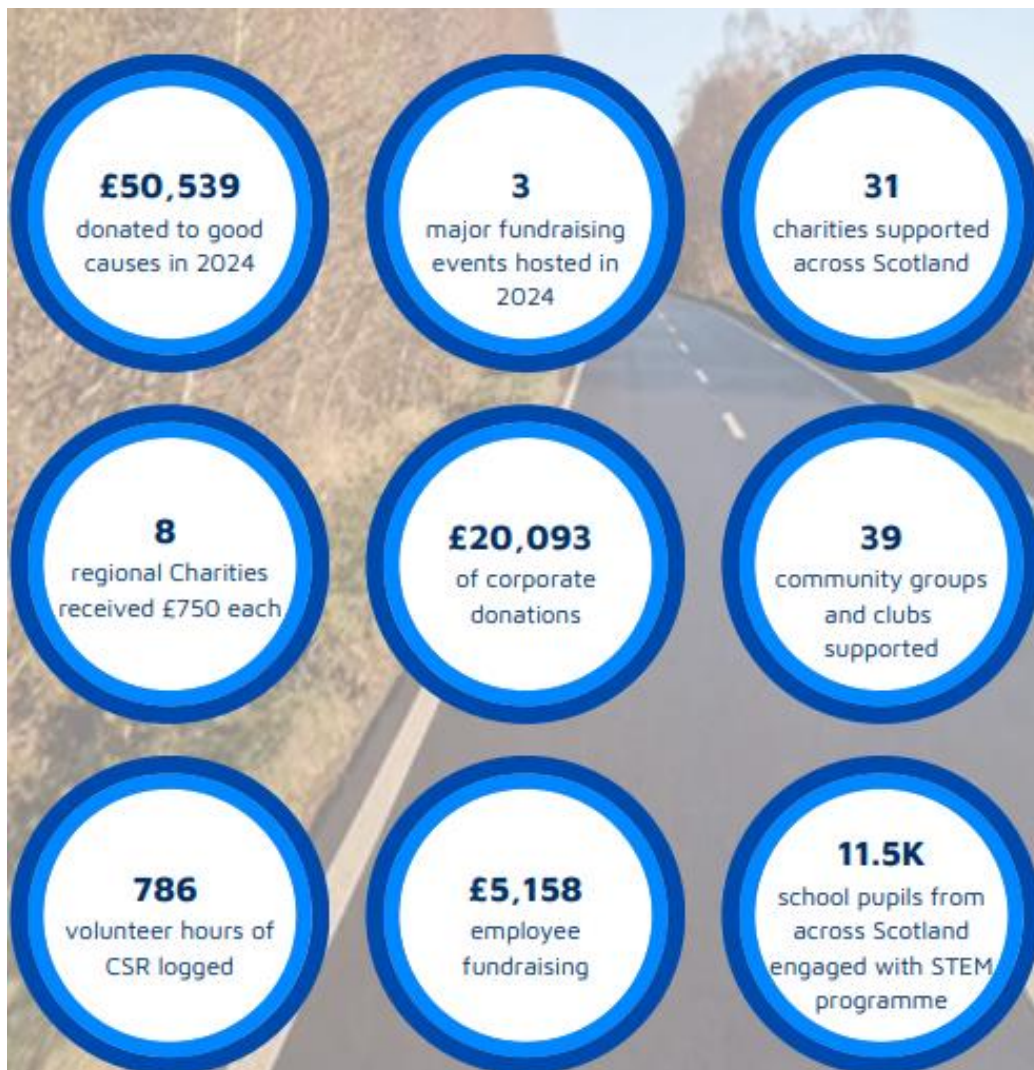 £50,539
donated to good
causes in 2024
3
major fundraising
events hosted in
2024
31
charities supported
across Scotland
8
regional Charities
received £750 each
£20,093
of corporate
donations
39
community groups
and clubs
supported
786
volunteer hours of
CSR logged
£5,158
employee
fundraising
11.5K
school pupils from
across Scotland
engaged with STEM
programme